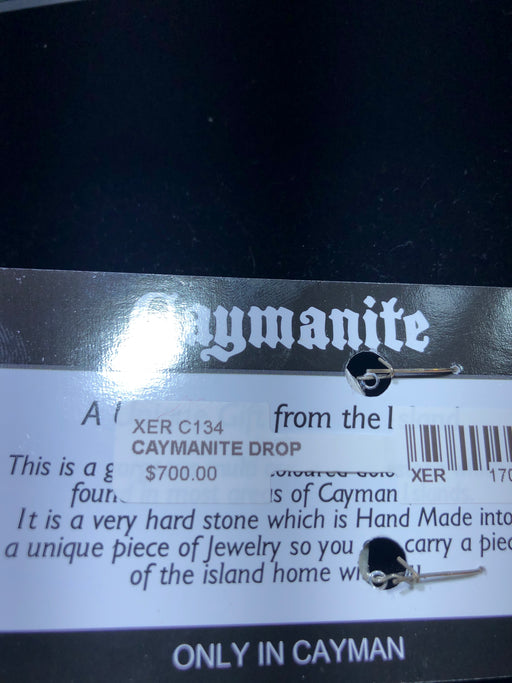 Caymanite
from the
XER C134
CAYMANITE DROP
$700.00
XER 170
This is a
of Cayman Islands.
It is a very hard stone which is Hand Made into
a unique piece of Jewelry so you carry a piec
of the island home
ONLY IN CAYMAN